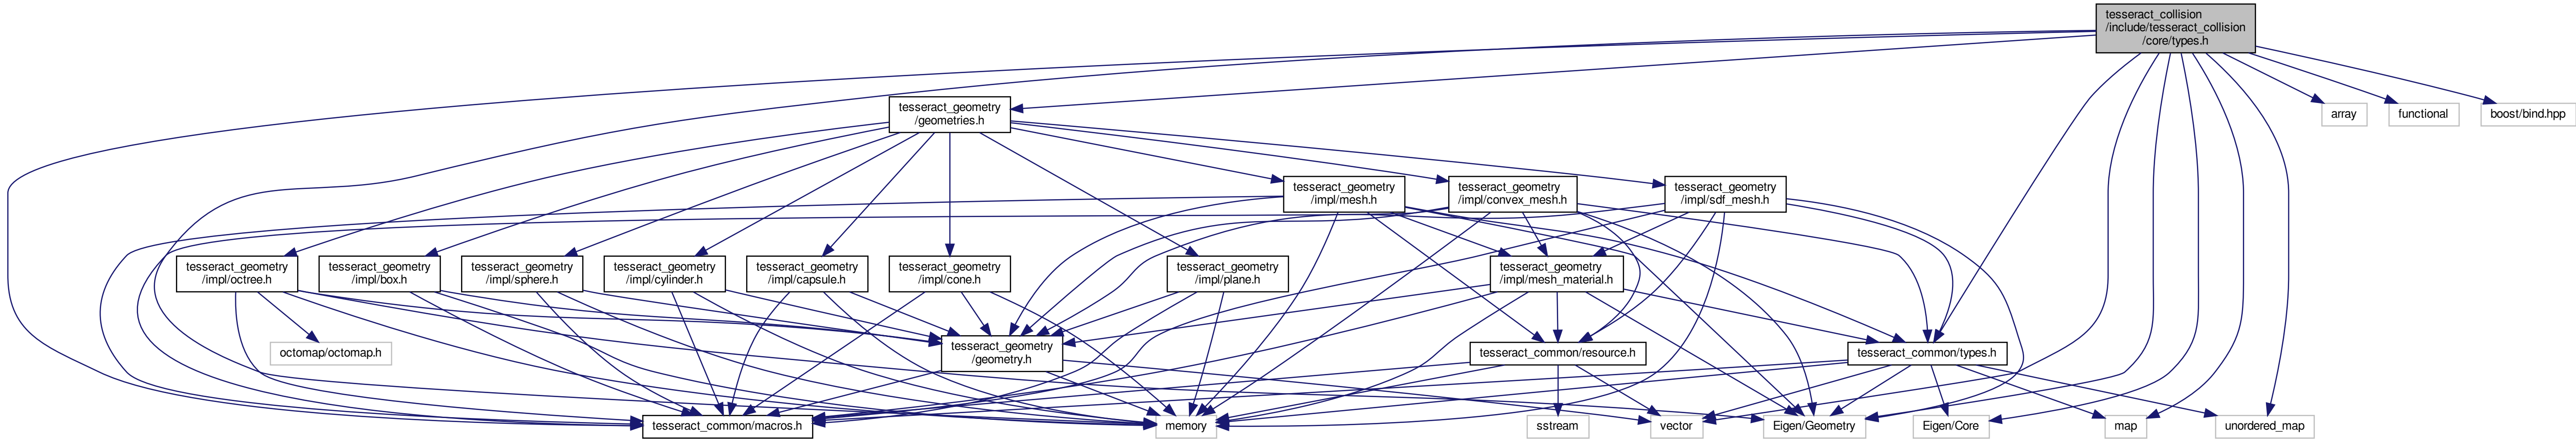 tesseract_collision
/include/tesseract_collision
/core/types.h
tesseract_geometry
/geometries.h
array
functional
boost/bind.hpp
tesseract_geometry
/impl/mesh.h
tesseract_geometry
/impl/convex_mesh.h
tesseract_geometry
/impl/sdf_mesh.h
tesseract_geometry
/impl/octree.h
tesseract_geometry
/impl/box.h
tesseract_geometry
/impl/sphere.h
tesseract_geometry
/impl/cylinder.h
tesseract_geometry
/impl/capsule.h
tesseract_geometry
/impl/cone.h
tesseract_geometry
/impl/plane.h
tesseract_geometry
/impl/mesh_material.h
octomap/octomap.h
tesseract_geometry
/geometry.h
tesseract_common/resource.h
tesseract_common/types.h
tesseract_common/macros.h
memory
sstream
vector
Eigen/Geometry
Eigen/Core
map
unordered_map